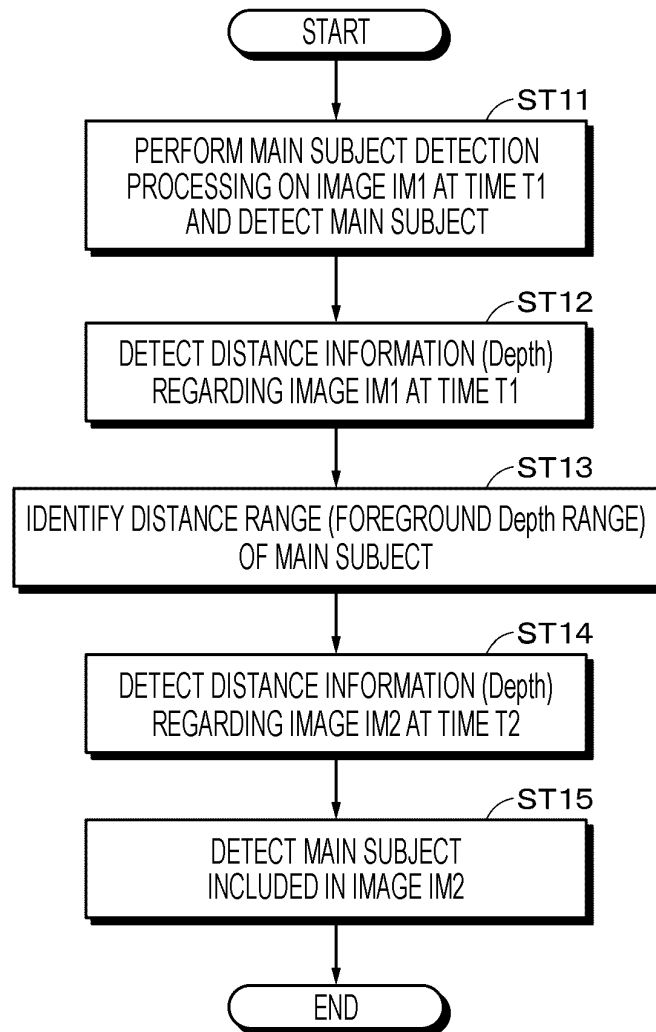 START
ST11
PERFORM MAIN SUBJECT DETECTION
PROCESSING ON IMAGE IM1 AT TIME T1
AND DETECT MAIN SUBJECT
ST12
DETECT DISTANCE INFORMATION (Depth)
REGARDING IMAGE IM1 AT TIME T1
ST13
IDENTIFY DISTANCE RANGE (FOREGROUND Depth RANGE)
OF MAIN SUBJECT
ST14
DETECT DISTANCE INFORMATION (Depth)
REGARDING IMAGE IM2 AT TIME T2
ST15
DETECT MAIN SUBJECT
INCLUDED IN IMAGE IM2
END